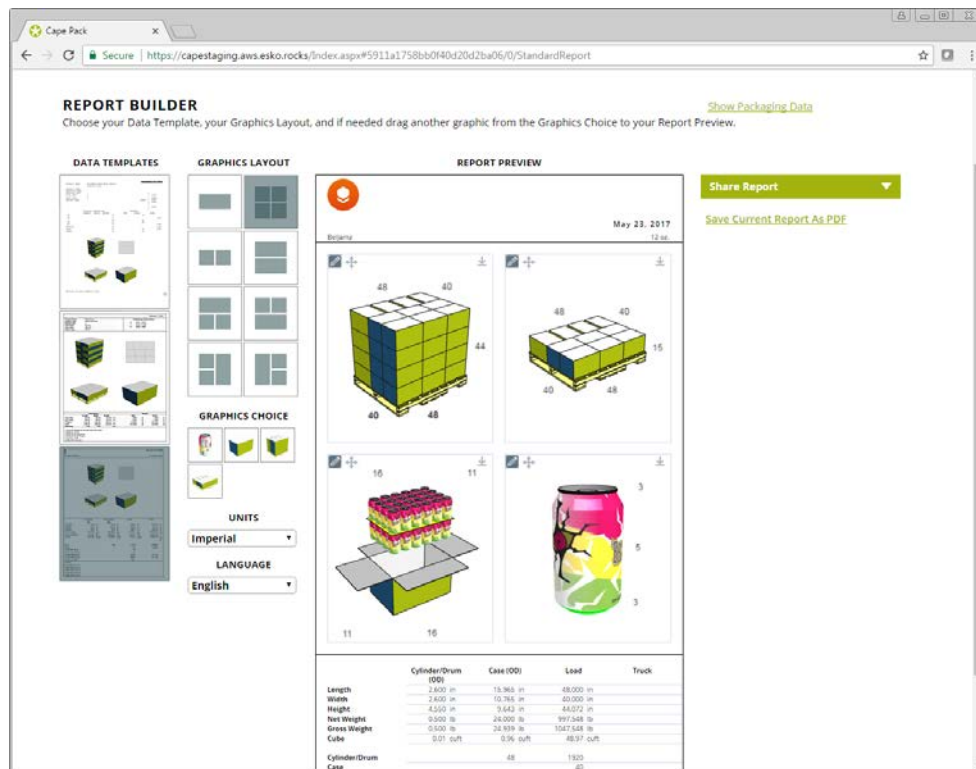 Cape Pack
Secure | https://capestaging.aws.esko.rocks/Index.aspx#5911a1758bb0f40d20d2ba06/0/StandardReport
REPORT BUILDER
Show Packaging Data
Choose your Data Template, your Graphics Layout, and if needed drag another graphic from the Graphics Choice to your Report Preview.
DATA TEMPLATES GRAPHICS LAYOUT REPORT PREVIEW
Share Report
Save Current Report As PDF
May 23, 2017
12 oz.
48 40 48 40
44 15
40 48 40 48
16 11 3
5
3
11 16
GRAPHICS CHOICE
UNITS
Imperial
LANGUAGE
English
Cylinder/Drum (OD) Case (OD) Load Truck
Length 2.600 in 15.966 in 48.000 in
Width 2.600 in 10.766 in 40.000 in
Height 4.550 in 9.643 in 44.072 in
Net Weight 0.500 lb 24.000 lb 997.548 lb
Gross Weight 0.500 lb 24.939 lb 1047.548 lb
Cube 0.01 cuft 0.96 cuft 48.97 cuft
Cylinder/Drum 48 1920
Case 40